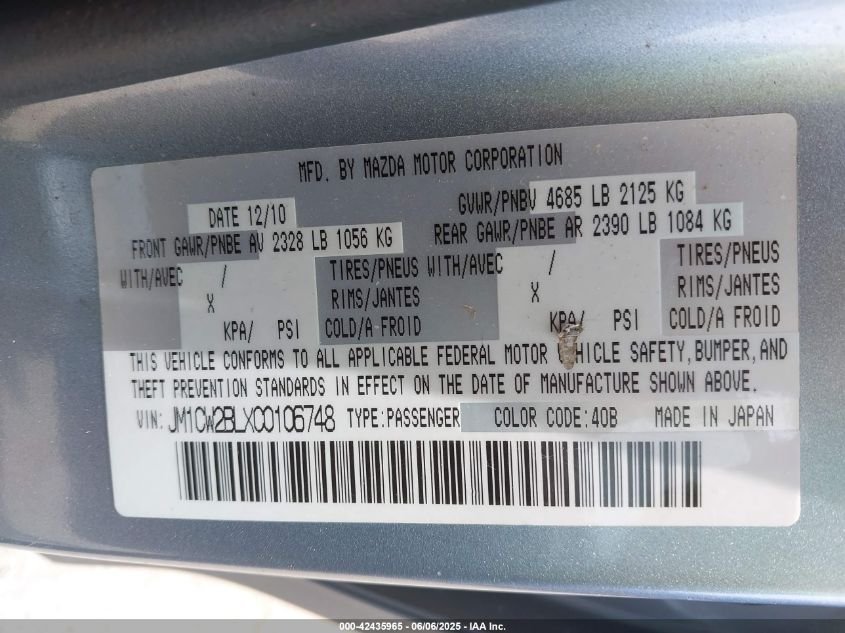 MFD. BY MAZDA MOTOR CORPORATION
DATE 12/10 GVWR/PNBV 4685 LB 2125 KG
FRONT GAWR/PNBE AV 2328 LB 1056 KG REAR GAWR/PNBE AR 2390 LB 1084 KG
WITH/AVEC / TIRES/PNEUS WITH/AVEC / TIRES/PNEUS
X RIMS/JANTES X RIMS/JANTES
KPA/ PSI COLD/A FROID KPA/ PSI COLD/A FROID
THIS VEHICLE CONFORMS TO ALL APPLICABLE FEDERAL MOTOR VEHICLE SAFETY, BUMPER, AND
THEFT PREVENTION STANDARDS IN EFFECT ON THE DATE OF MANUFACTURE SHOWN ABOVE.
VIN: JM1CW2BLXC0106748 TYPE:PASSENGER COLOR CODE:40B MADE IN JAPAN
000-42435965 - 06/06/2025 - IAA Inc.